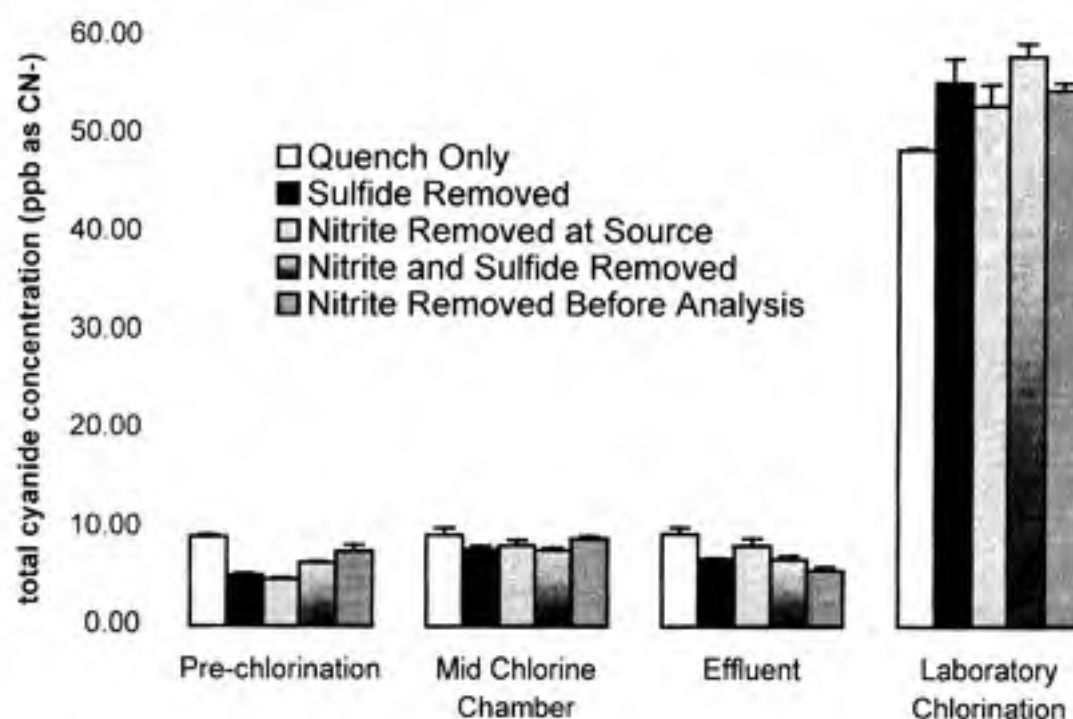 total cyanide concentration (ppb as CN-)
60.00
50.00
40.00
30.00
20.00
10.00
0.00
Quench Only
Sulfide Removed
Nitrite Removed at Source
Nitrite and Sulfide Removed
Nitrite Removed Before Analysis
Pre-chlorination
Mid Chlorine
Chamber
Effluent
Laboratory
Chlorination